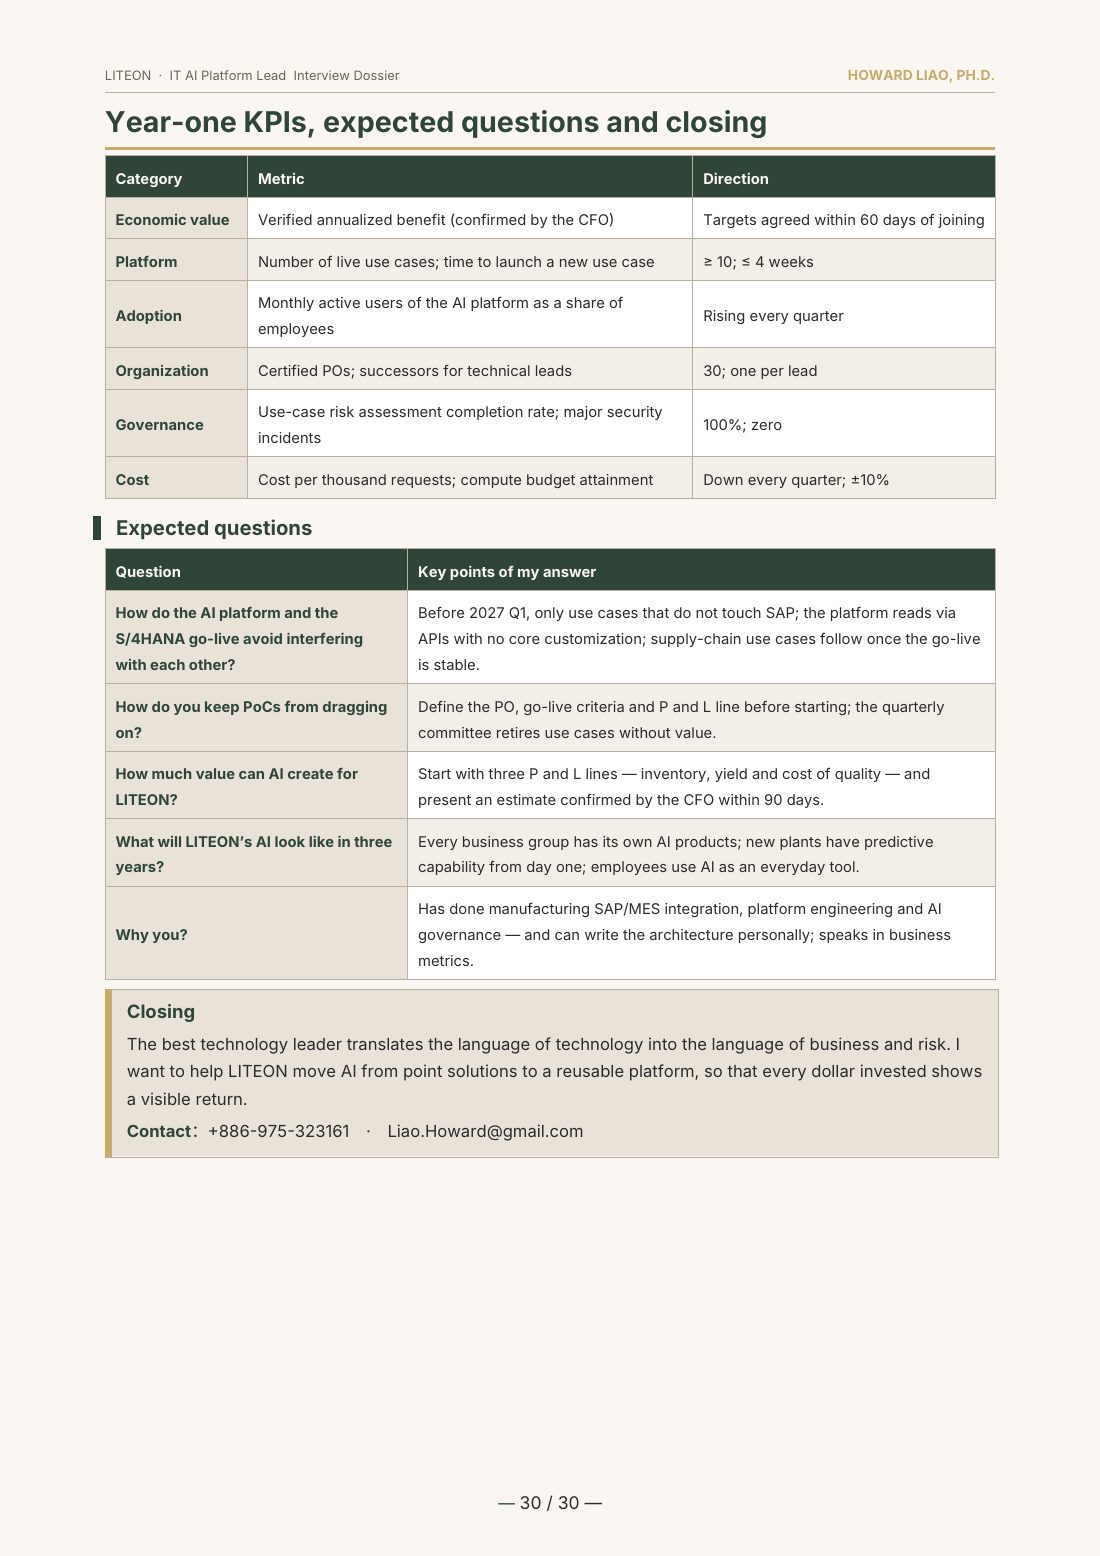 LITEON · IT AI Platform Lead Interview Dossier
HOWARD LIAO, PH.D.
Year-one KPIs, expected questions and closing
Category Metric Direction
Economic value Verified annualized benefit (confirmed by the CFO) Targets agreed within 60 days of joining
Platform Number of live use cases; time to launch a new use case ≥ 10; ≤ 4 weeks
Adoption
Monthly active users of the AI platform as a share of
employees
Rising every quarter
Organization Certified POs; successors for technical leads 30; one per lead
Governance
Use-case risk assessment completion rate; major security
incidents
100%; zero
Cost Cost per thousand requests; compute budget attainment Down every quarter; ±10%
Expected questions
Question Key points of my answer
How do the AI platform and the
S/4HANA go-live avoid interfering
with each other?
Before 2027 Q1, only use cases that do not touch SAP; the platform reads via
APIs with no core customization; supply-chain use cases follow once the go-live
is stable.
How do you keep PoCs from dragging
on?
Define the PO, go-live criteria and P and L line before starting; the quarterly
committee retires use cases without value.
How much value can AI create for
LITEON?
Start with three P and L lines — inventory, yield and cost of quality — and
present an estimate confirmed by the CFO within 90 days.
What will LITEON’s AI look like in three
years?
Every business group has its own AI products; new plants have predictive
capability from day one; employees use AI as an everyday tool.
Why you?
Has done manufacturing SAP/MES integration, platform engineering and AI
governance — and can write the architecture personally; speaks in business
metrics.
Closing
The best technology leader translates the language of technology into the language of business and risk. I
want to help LITEON move AI from point solutions to a reusable platform, so that every dollar invested shows
a visible return.
Contact： +886-975-323161 · Liao.Howard@gmail.com
— 30 / 30 —